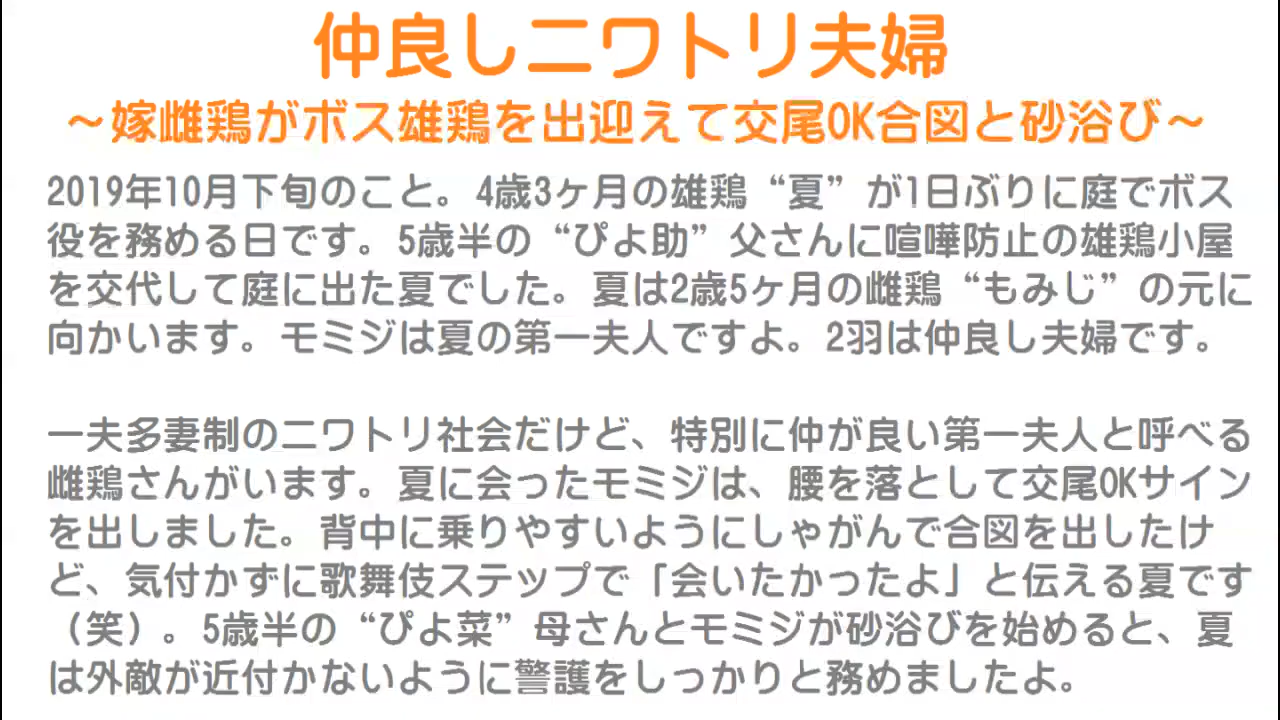 仲良しニワトリ夫婦
～嫁雌鶏がボス雄鶏を出迎えて交尾OK合図と砂浴び～
2019年10月下旬のこと。4歳3ヶ月の雄鶏“夏”が1日ぶりに庭でボス
役を務める日です。5歳半の“ぴよ助”父さんに喧嘩防止の雄鶏小屋
を交代して庭に出た夏でした。夏は2歳5ヶ月の雌鶏“もみじ”の元に
向かいます。モミジは夏の第一夫人ですよ。2羽は仲良し夫婦です。
一夫多妻制のニワトリ社会だけど、特別に仲が良い第一夫人と呼べる
雌鶏さんがいます。夏に会ったモミジは、腰を落として交尾OKサイン
を出しました。背中に乗りやすいようにしゃがんで合図を出したけ
ど、気付かずに歌舞伎ステップで「会いたかったよ」と伝える夏です
（笑）。5歳半の“ぴよ菜”母さんとモミジが砂浴びを始めると、夏
は外敵が近付かないように警護をしっかりと務めましたよ。